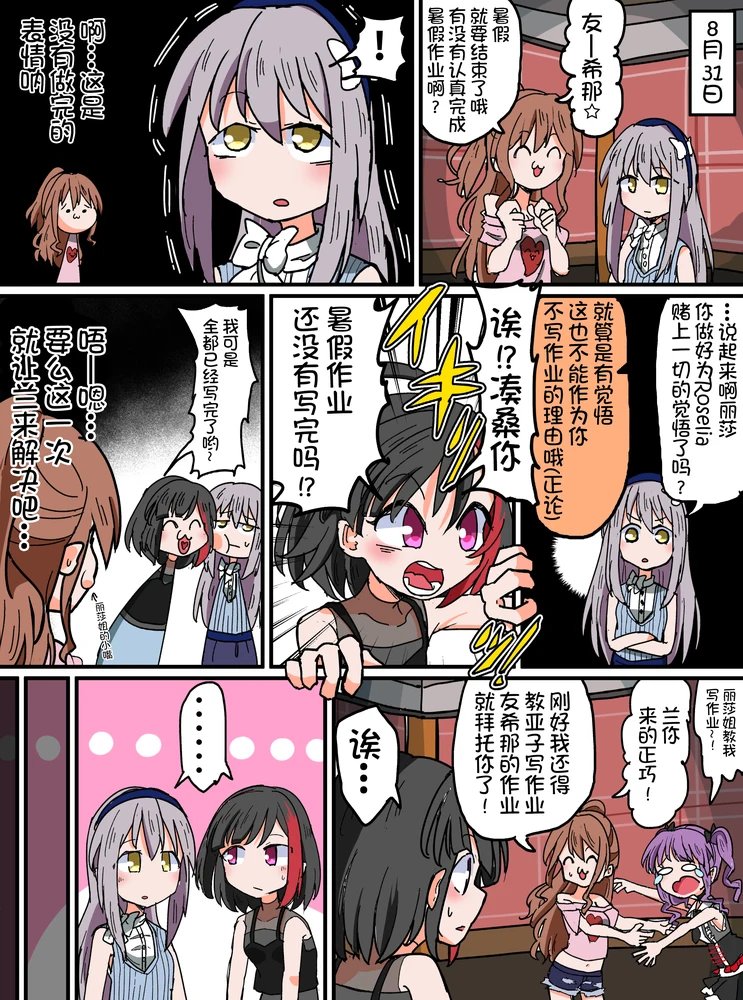 8月31日
友ー希那☆
暑假
就要结束了哦
有没有认真完成
暑假作业啊？
！
啊…这是
没有做完的
表情呐
…说起来啊丽莎
你做好为Roselia
赌上一切的觉悟了吗？
就算是有觉悟
这也不能作为你
不写作业的理由哦(正论)
诶!?凑桑你
イキイキッ!!
暑假作业
还没有写完吗!?
我可是
全都已经写完了哟~
唔ー嗯…
要么这一次
就让兰来解决吧…
丽莎姐的小嘴
丽莎姐教我
写作业~！
兰你
来的正巧！
刚好我还得
教亚子写作业
友希那的作业
就拜托你了！
诶…
・・・・・